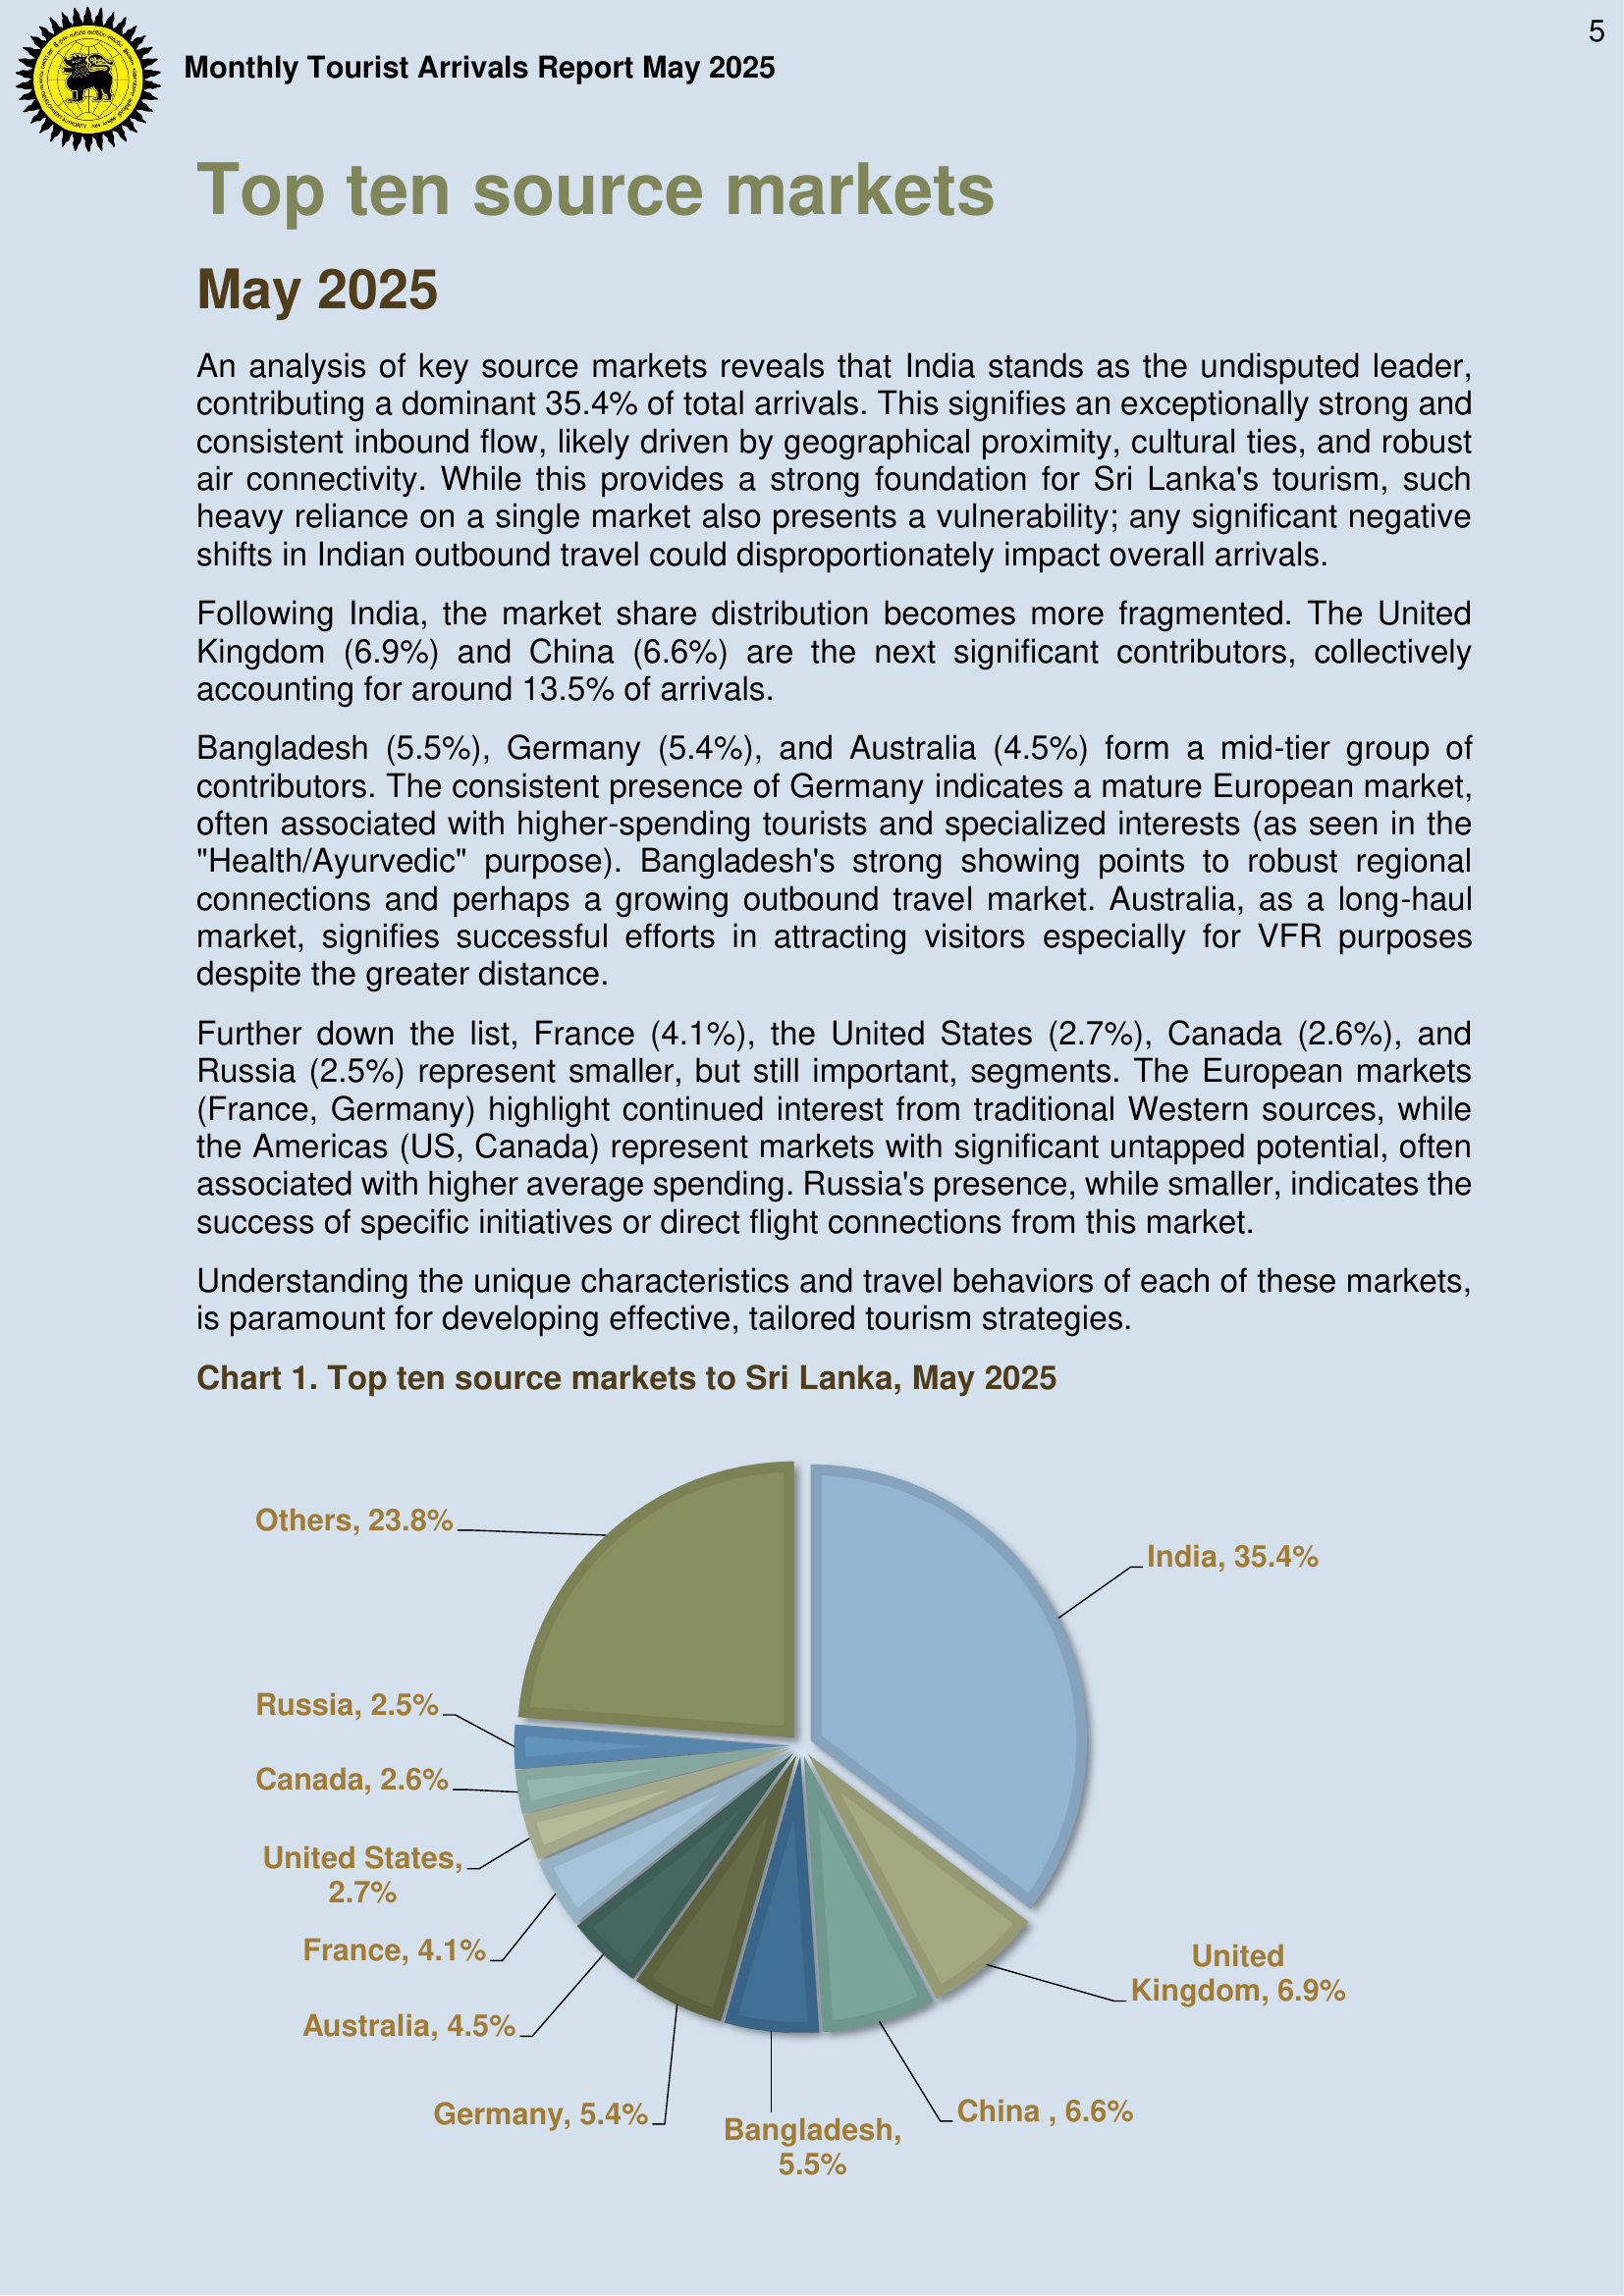 5
Monthly Tourist Arrivals Report May 2025
Top ten source markets
May 2025
An analysis of key source markets reveals that India stands as the undisputed leader,
contributing a dominant 35.4% of total arrivals. This signifies an exceptionally strong and
consistent inbound flow, likely driven by geographical proximity, cultural ties, and robust
air connectivity. While this provides a strong foundation for Sri Lanka's tourism, such
heavy reliance on a single market also presents a vulnerability; any significant negative
shifts in Indian outbound travel could disproportionately impact overall arrivals.
Following India, the market share distribution becomes more fragmented. The United
Kingdom (6.9%) and China (6.6%) are the next significant contributors, collectively
accounting for around 13.5% of arrivals.
Bangladesh (5.5%), Germany (5.4%), and Australia (4.5%) form a mid-tier group of
contributors. The consistent presence of Germany indicates a mature European market,
often associated with higher-spending tourists and specialized interests (as seen in the
"Health/Ayurvedic" purpose). Bangladesh's strong showing points to robust regional
connections and perhaps a growing outbound travel market. Australia, as a long-haul
market, signifies successful efforts in attracting visitors especially for VFR purposes
despite the greater distance.
Further down the list, France (4.1%), the United States (2.7%), Canada (2.6%), and
Russia (2.5%) represent smaller, but still important, segments. The European markets
(France, Germany) highlight continued interest from traditional Western sources, while
the Americas (US, Canada) represent markets with significant untapped potential, often
associated with higher average spending. Russia's presence, while smaller, indicates the
success of specific initiatives or direct flight connections from this market.
Understanding the unique characteristics and travel behaviors of each of these markets,
is paramount for developing effective, tailored tourism strategies.
Chart 1. Top ten source markets to Sri Lanka, May 2025
Others, 23.8%
India, 35.4%
Russia, 2.5%
Canada, 2.6%
United States,
2.7%
France, 4.1%
United
Kingdom, 6.9%
Australia, 4.5%
Germany, 5.4%
China , 6.6%
Bangladesh,
5.5%